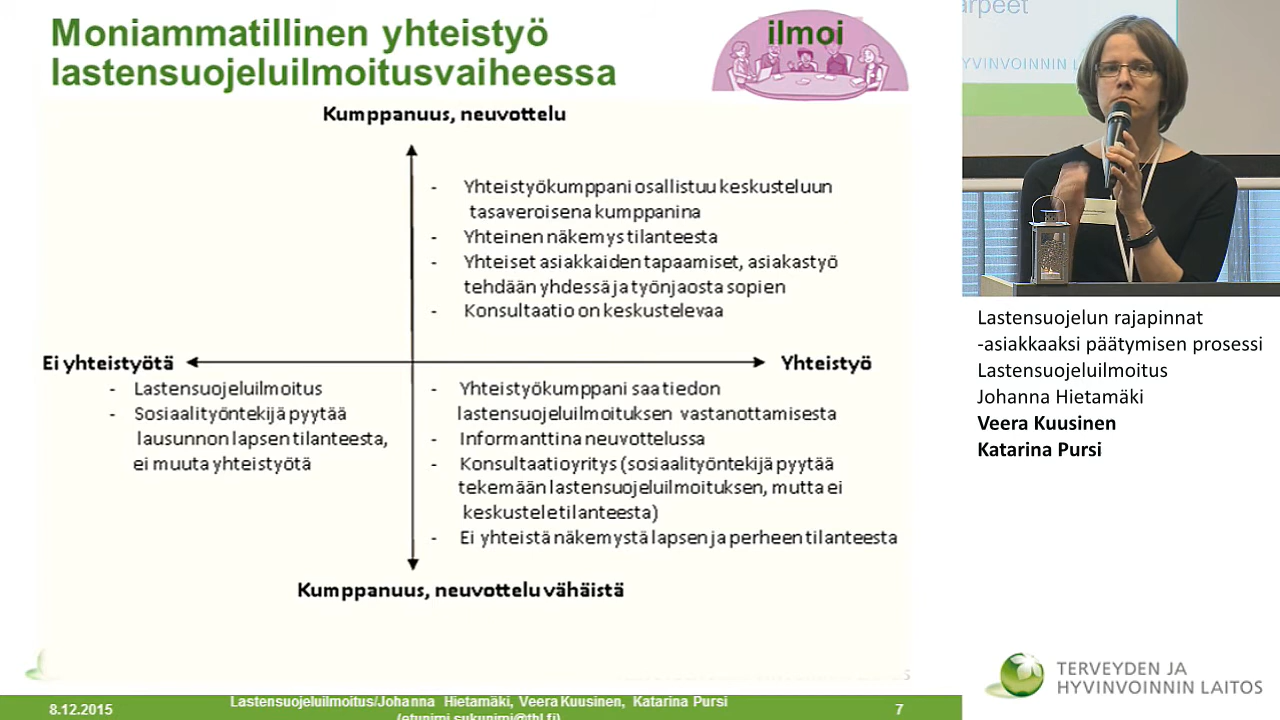 Moniammatillinen yhteistyö
lastensuojeluilmoitusvaiheessa
ilmoi
Kumppanuus, neuvottelu
- Yhteistyökumppani osallistuu keskusteluun
tasaveroisena kumppanina
- Yhteinen näkemys tilanteesta
- Yhteiset asiakkaiden tapaamiset, asiakastyö
tehdään yhdessä ja työnjaosta sopien
- Konsultaatio on keskustelevaa
Ei yhteistyötä
Yhteistyö
- Lastensuojeluilmoitus
- Sosiaalityöntekijä pyytää
lausunnon lapsen tilanteesta,
ei muuta yhteistyötä
- Yhteistyökumppani saa tiedon
lastensuojeluilmoituksen vastanottamisesta
- Informanttina neuvottelussa
- Konsultaatioyritys (sosiaalityöntekijä pyytää
tekemään lastensuojeluilmoituksen, mutta ei
keskustele tilanteesta)
- Ei yhteistä näkemystä lapsen ja perheen tilanteesta
Kumppanuus, neuvottelu vähäistä
8.12.2015
Lastensuojeluilmoitus/Johanna Hietamäki, Veera Kuusinen, Katarina Pursi
(etunimi.sukunimi@thl.fi)
7
arpeet
HYVINVOINNIN L
Lastensuojelun rajapinnat
-asiakkaaksi päätymisen prosessi
Lastensuojeluilmoitus
Johanna Hietamäki
Veera Kuusinen
Katarina Pursi
TERVEYDEN JA
HYVINVOINNIN LAITOS